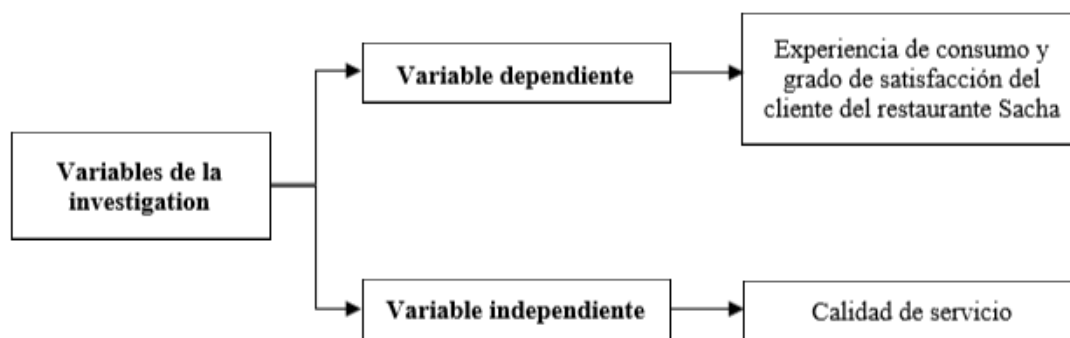 Variables de la
investigation
Variable dependiente
Experiencia de consumo y
grado de satisfacción del
cliente del restaurante Sacha
Variable independiente
Calidad de servicio